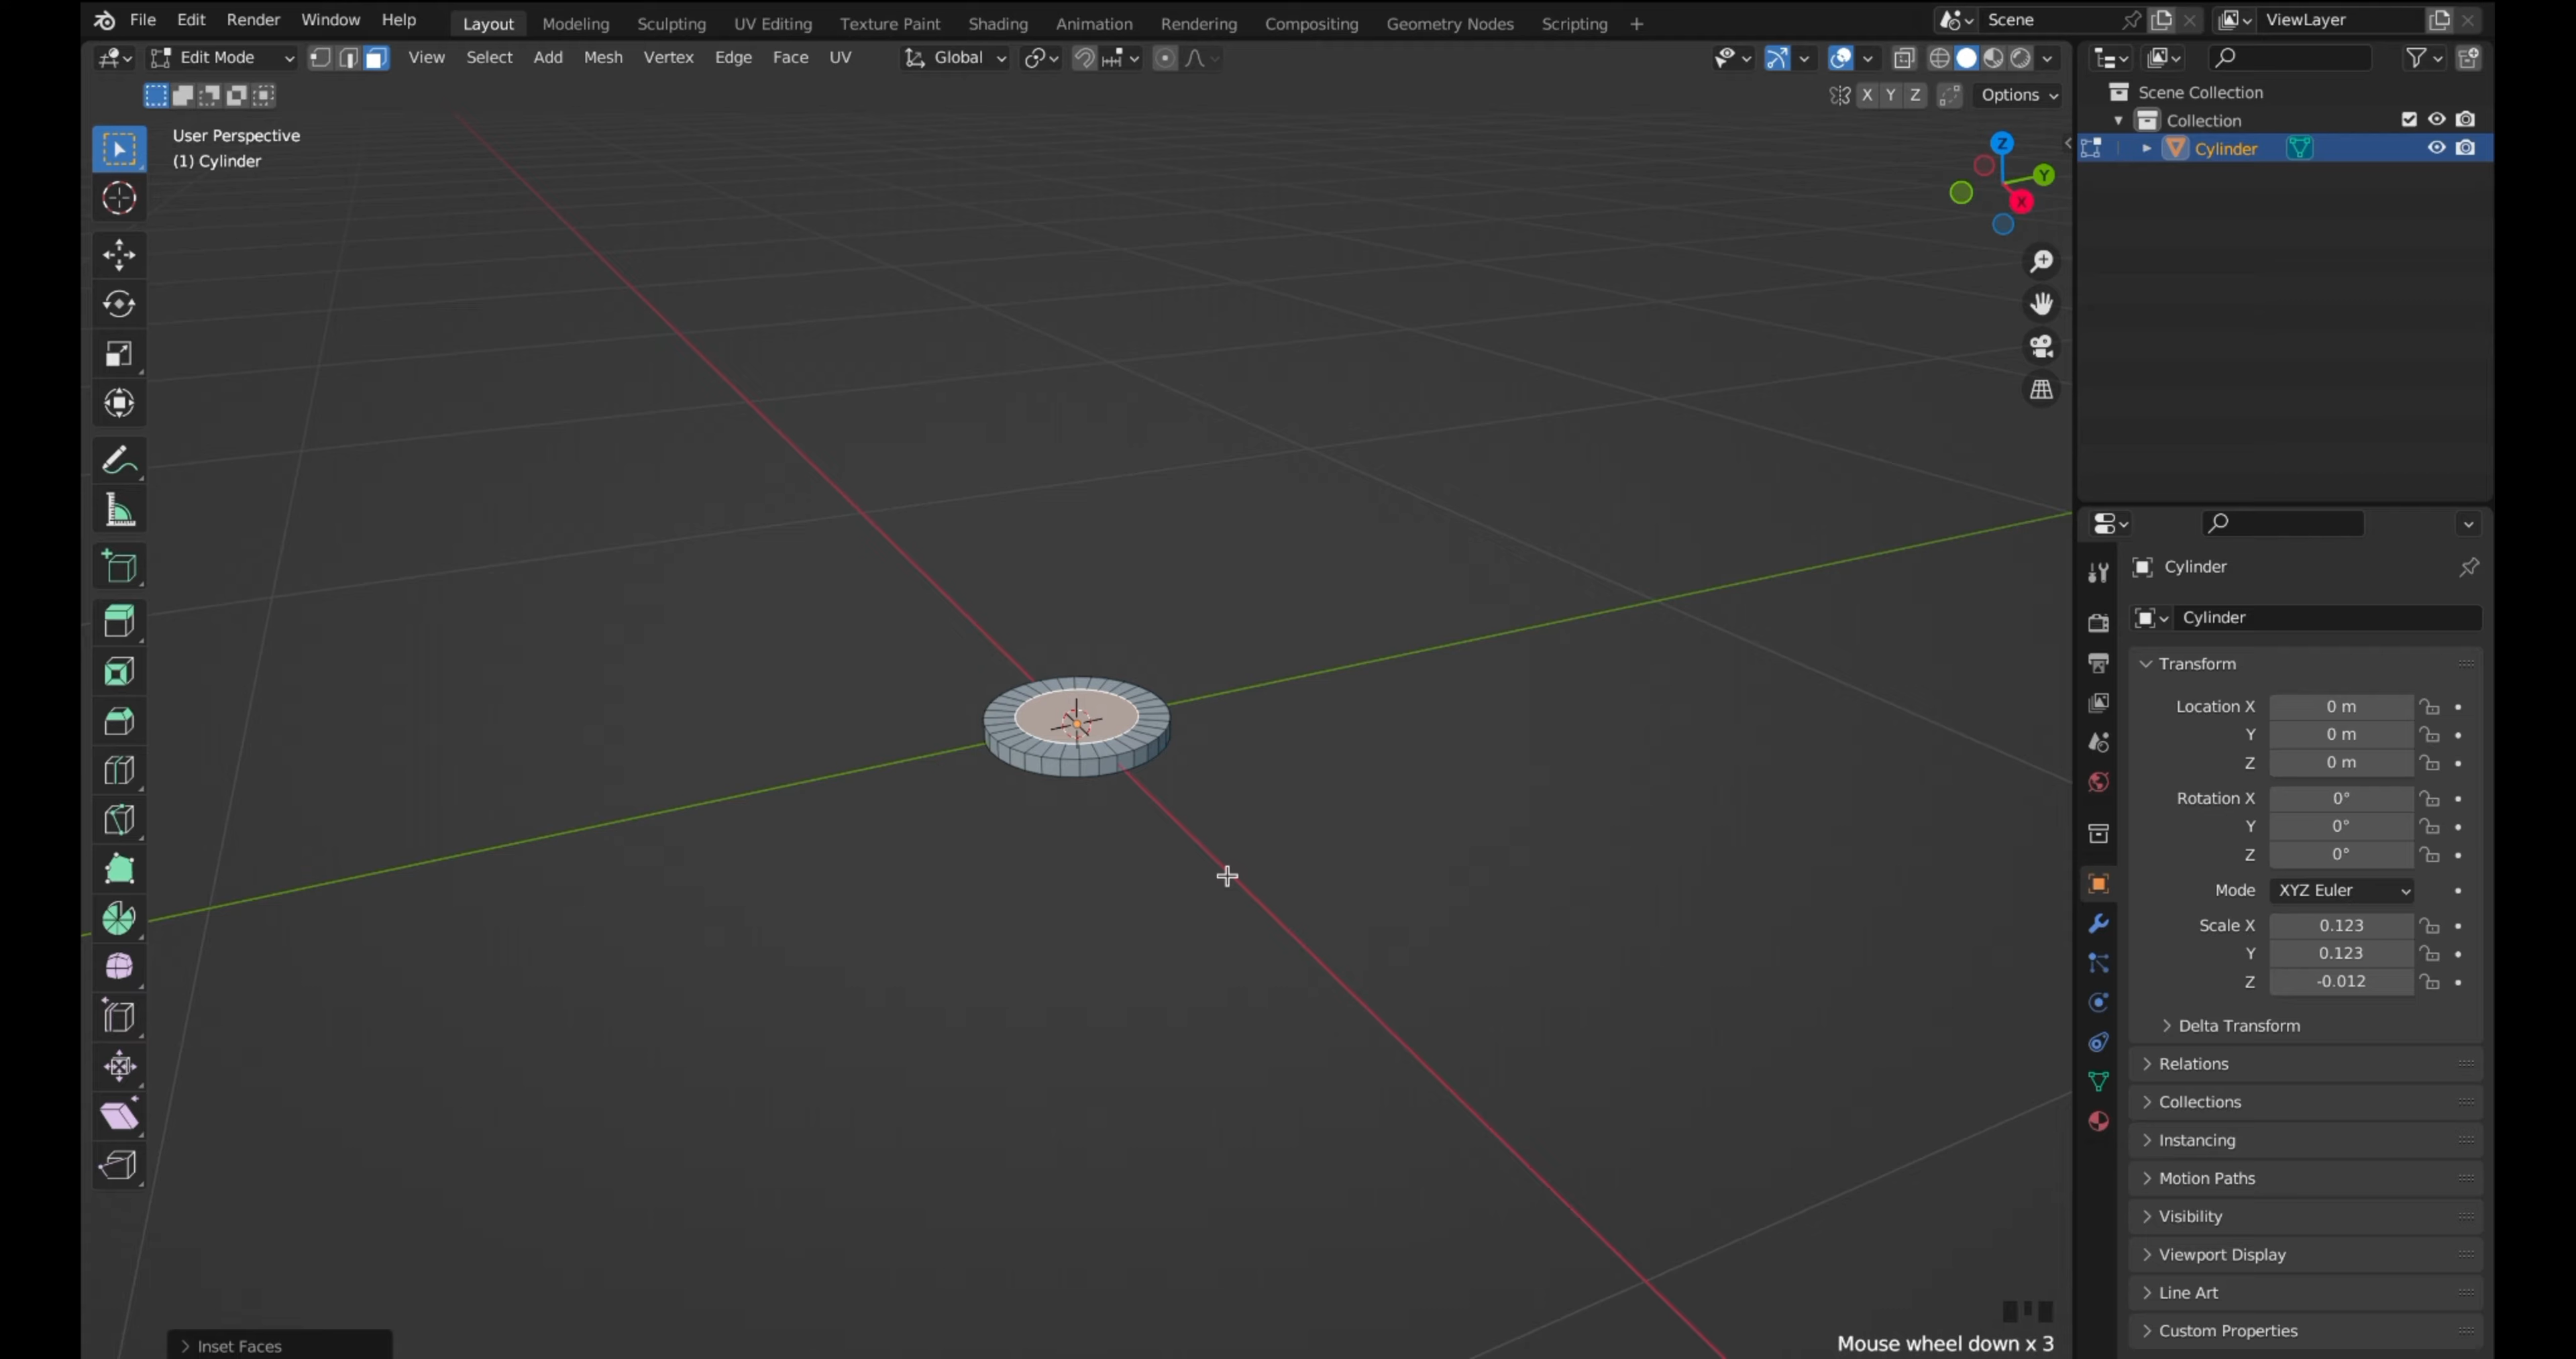 File Edit Render Window Help Layout Modeling Sculpting UV Editing Texture Paint Shading Animation Rendering Compositing Geometry Nodes Scripting + Scene ViewLayer
Edit Mode View Select Add Mesh Vertex Edge Face UV Global
X Y Z Options
User Perspective
(1) Cylinder
Z
Y
X
Scene Collection
Collection
Cylinder
Cylinder
Cylinder
Transform
Location X 0 m
Y 0 m
Z 0 m
Rotation X 0°
Y 0°
Z 0°
Mode XYZ Euler
Scale X 0.123
Y 0.123
Z -0.012
Delta Transform
Relations
Collections
Instancing
Motion Paths
Visibility
Viewport Display
Line Art
Custom Properties
Inset Faces
Mouse wheel down x 3